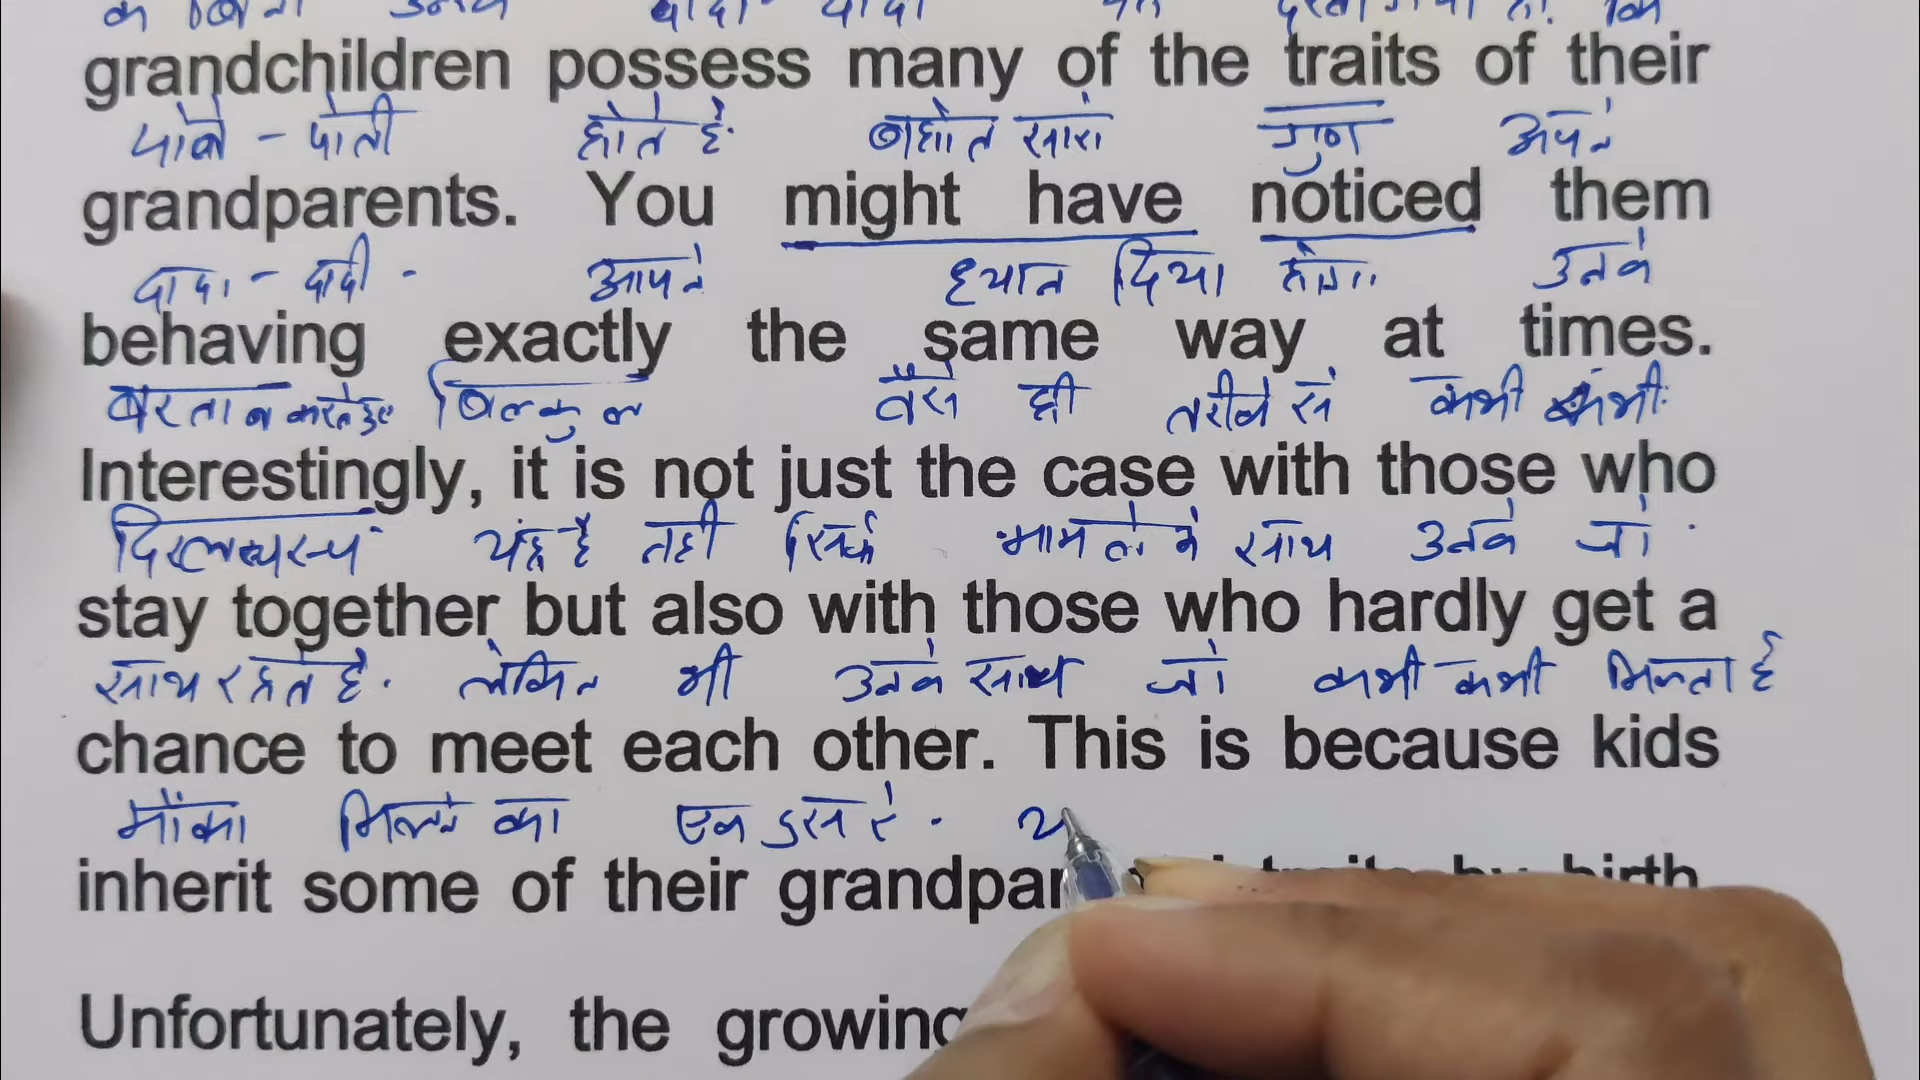 grandchildren possess many of the traits of their
पोते - पोती होते है. बहोत सारे गुण अपने
grandparents. You might have noticed them
दादा - दादी - आपने ध्यान दिया होगा. उनके
behaving exactly the same way at times.
बरताव करते हुए बिलकुल वैसे ही तरीके से कभी कभी.
Interestingly, it is not just the case with those who
यह है नही सिर्फ मामले के साथ उनके जो
stay together but also with those who hardly get a
साथ रहते है. लेकिन भी उनके साथ जो कभी कभी मिलता है
chance to meet each other. This is because kids
मौका मिलने का एक दुसरे. य
inherit some of their by birth
Unfortunately, the growing